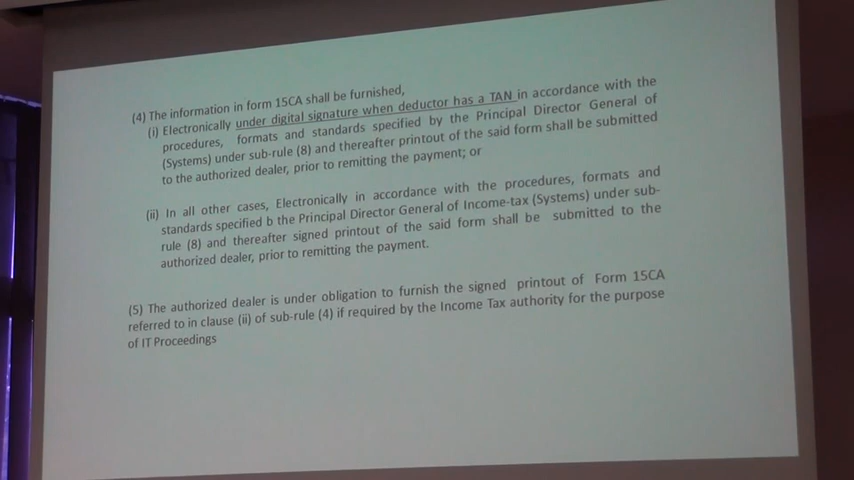 (4) The information in form 15CA shall be furnished,
(i) Electronically under digital signature when deductor has a TAN in accordance with the
procedures, formats and standards specified by the Principal Director General of
(Systems) under sub-rule (8) and thereafter printout of the said form shall be submitted
to the authorized dealer, prior to remitting the payment; or
(ii) In all other cases, Electronically in accordance with the procedures, formats and
standards specified b the Principal Director General of Income-tax (Systems) under sub-
rule (8) and thereafter signed printout of the said form shall be submitted to the
authorized dealer, prior to remitting the payment.
(5) The authorized dealer is under obligation to furnish the signed printout of Form 15CA
referred to in clause (ii) of sub-rule (4) if required by the Income Tax authority for the purpose
of IT Proceedings